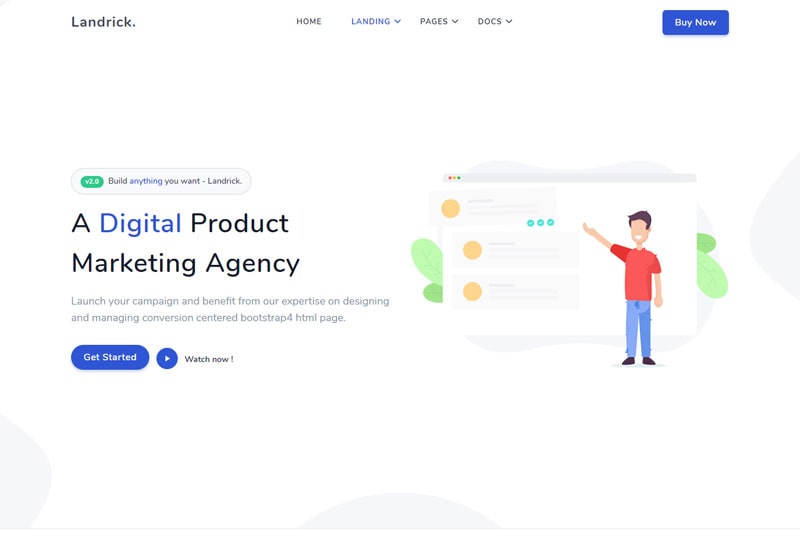 Landrick.
HOME
LANDING
PAGES
DOCS
Buy Now
v2.0 Build anything you want - Landrick.
A Digital Product
Marketing Agency
Launch your campaign and benefit from our expertise on designing
and managing conversion centered bootstrap4 html page.
Get Started
Watch now !